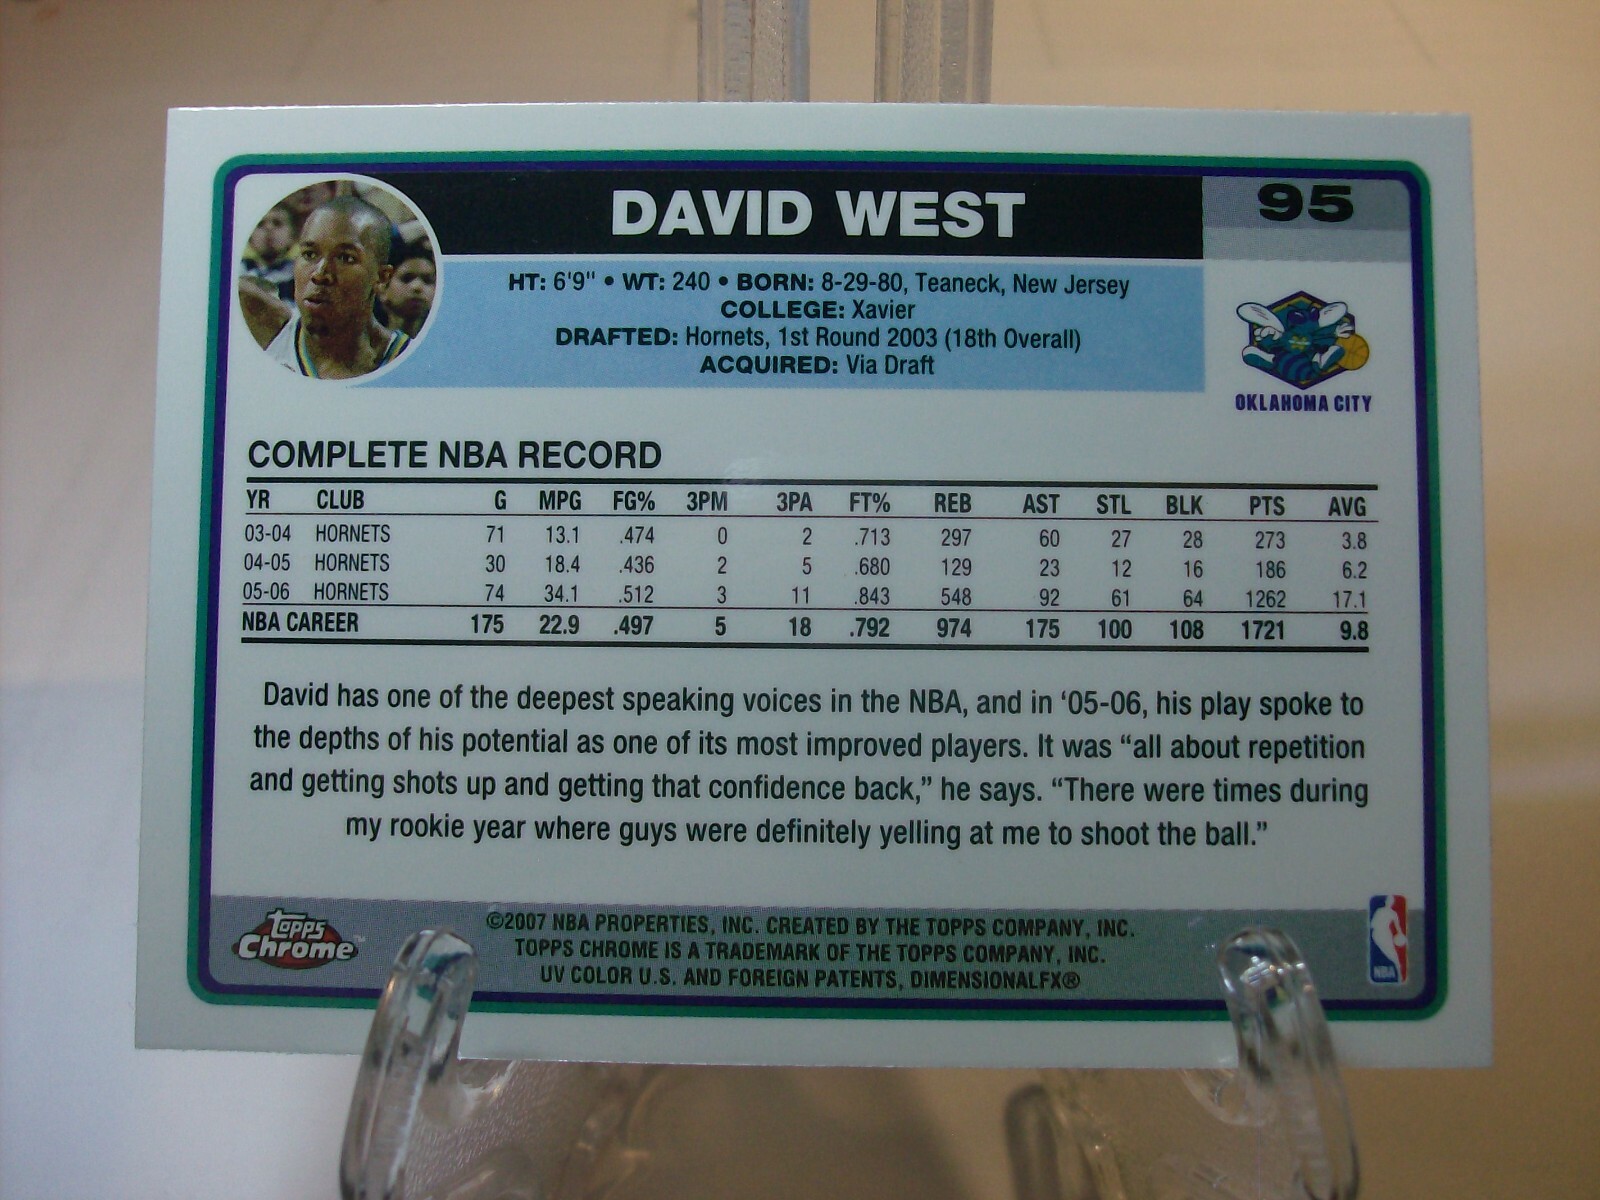 DAVID WEST
95
HT: 6'9" • WT: 240 • BORN: 8-29-80, Teaneck, New Jersey
COLLEGE: Xavier
DRAFTED: Hornets, 1st Round 2003 (18th Overall)
ACQUIRED: Via Draft
OKLAHOMA CITY
COMPLETE NBA RECORD
YR CLUB G MPG FG% 3PM 3PA FT% REB AST STL BLK PTS AVG
03-04 HORNETS 71 13.1 .474 0 2 .713 297 60 27 28 273 3.8
04-05 HORNETS 30 18.4 .436 2 5 .680 129 23 12 16 186 6.2
05-06 HORNETS 74 34.1 .512 3 11 .843 548 92 61 64 1262 17.1
NBA CAREER 175 22.9 .497 5 18 .792 974 175 100 108 1721 9.8
David has one of the deepest speaking voices in the NBA, and in ‘05-06, his play spoke to
the depths of his potential as one of its most improved players. It was “all about repetition
and getting shots up and getting that confidence back,” he says. “There were times during
my rookie year where guys were definitely yelling at me to shoot the ball.”
Topps
Chrome™
©2007 NBA PROPERTIES, INC. CREATED BY THE TOPPS COMPANY, INC.
TOPPS CHROME IS A TRADEMARK OF THE TOPPS COMPANY, INC.
UV COLOR U.S. AND FOREIGN PATENTS, DIMENSIONALFX®
NBA